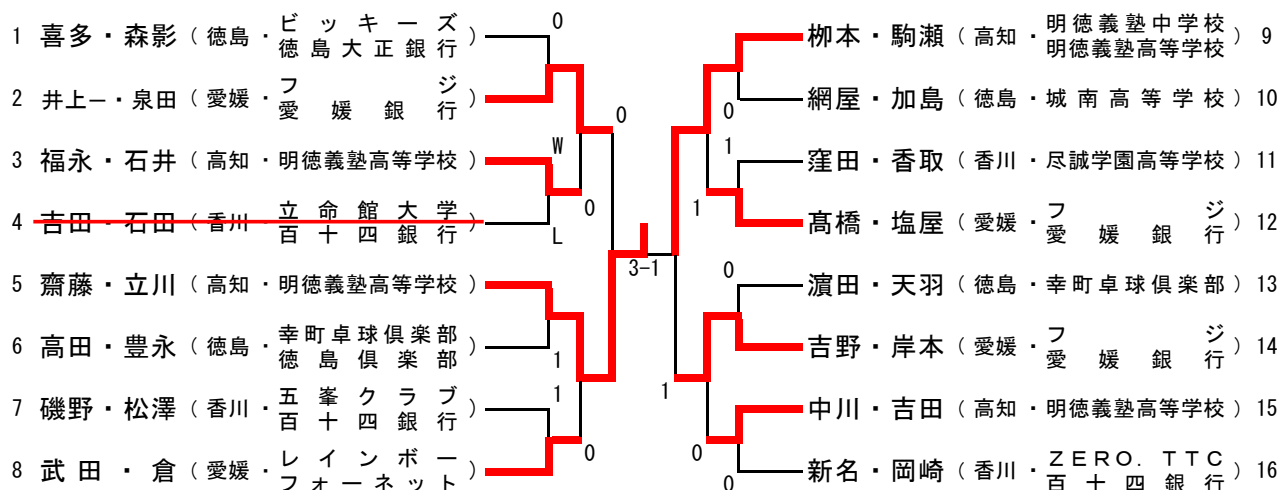 1 喜多・森影（徳島・ビッキーズ 徳島大正銀行）
0
2 井上一・泉田（愛媛・フジ 愛媛銀行）
0
3 福永・石井（高知・明徳義塾高等学校）
W
0
4 吉田・石田（香川・立命館大学 百十四銀行）
L
3-1
5 齋藤・立川（高知・明徳義塾高等学校）
6 高田・豊永（徳島・幸町卓球倶楽部 徳島倶楽部）
1
7 磯野・松澤（香川・五峯クラブ 百十四銀行）
1
0
8 武田・倉（愛媛・レインボー フォーネット）
栁本・駒瀬（高知・明徳義塾中学校 明徳義塾高等学校）9
網屋・加島（徳島・城南高等学校）10
0
1
窪田・香取（香川・尽誠学園高等学校）11
1
髙橋・塩屋（愛媛・フジ 愛媛銀行）12
0
濵田・天羽（徳島・幸町卓球倶楽部）13
吉野・岸本（愛媛・フジ 愛媛銀行）14
1
中川・吉田（高知・明徳義塾高等学校）15
0
新名・岡崎（香川・ZERO．TTC 百十四銀行）16
0